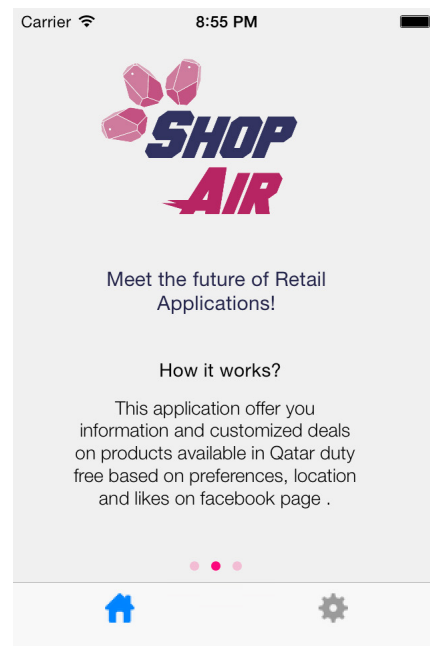 Carrier 8:55 PM
SHOP
AIR
Meet the future of Retail
Applications!
How it works?
This application offer you
information and customized deals
on products available in Qatar duty
free based on preferences, location
and likes on facebook page .